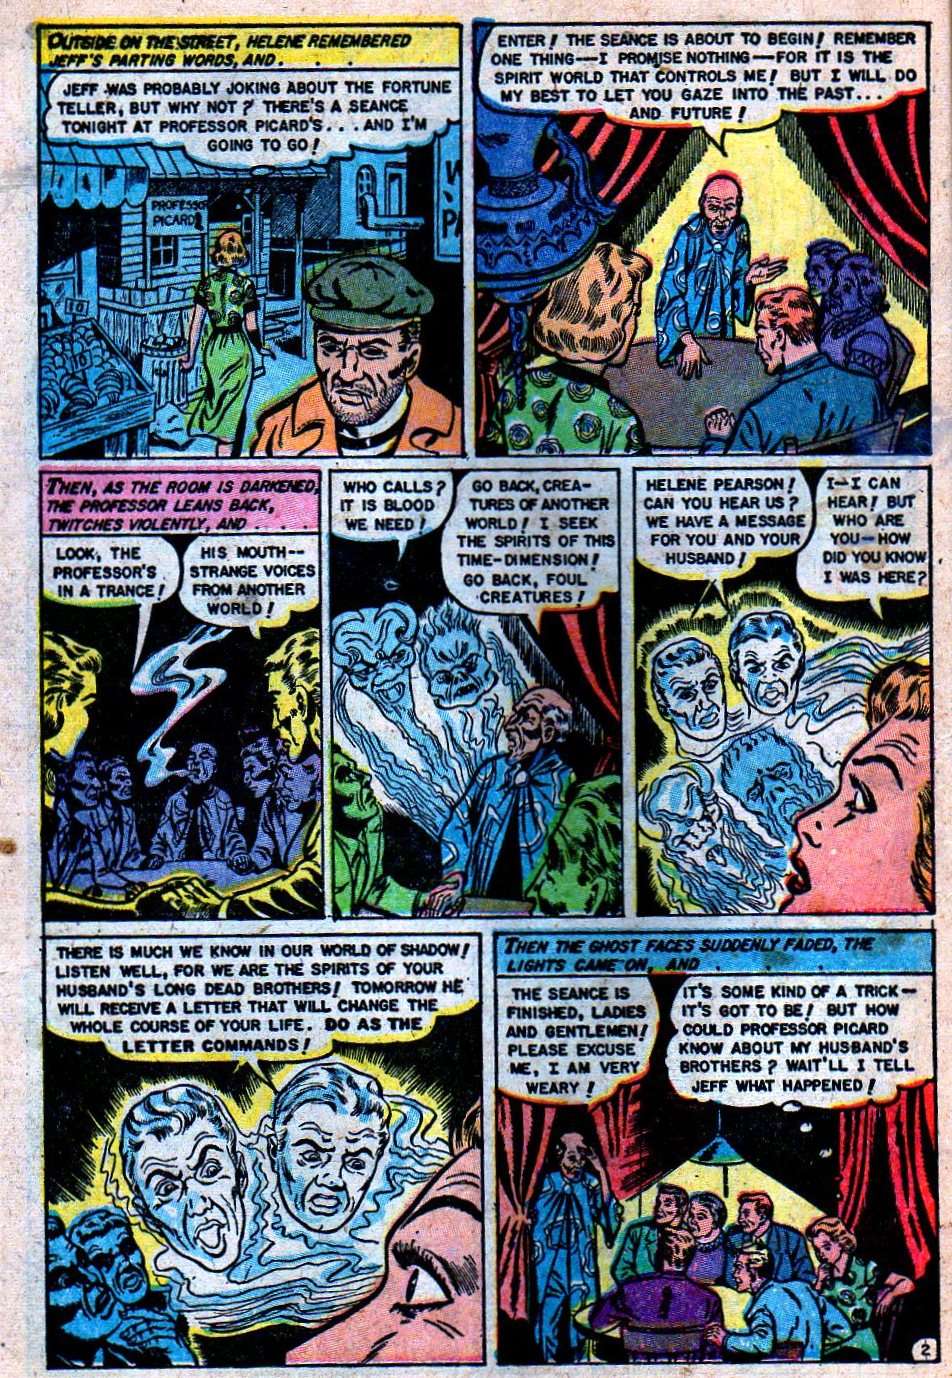 OUTSIDE ON THE STREET, HELENE REMEMBERED
JEFF'S PARTING WORDS, AND. . . .
JEFF WAS PROBABLY JOKING ABOUT THE FORTUNE
TELLER, BUT WHY NOT? THERE'S A SEANCE
TONIGHT AT PROFESSOR PICARD'S...AND I'M
GOING TO GO!
PROFESSOR
PICARD
10
PA
ENTER! THE SEANCE IS ABOUT TO BEGIN! REMEMBER
ONE THING--I PROMISE NOTHING--FOR IT IS THE
SPIRIT WORLD THAT CONTROLS ME! BUT I WILL DO
MY BEST TO LET YOU GAZE INTO THE PAST...
AND FUTURE!
THEN, AS THE ROOM IS DARKENED,
THE PROFESSOR LEANS BACK,
TWITCHES VIOLENTLY, AND . . . .
LOOK, THE
PROFESSOR'S
IN A TRANCE!
HIS MOUTH--
STRANGE VOICES
FROM ANOTHER
WORLD!
WHO CALLS?
IT IS BLOOD
WE NEED!
GO BACK, CREA-
TURES OF ANOTHER
WORLD! I SEEK
THE SPIRITS OF THIS
TIME-DIMENSION!
GO BACK, FOUL
CREATURES!
HELENE PEARSON!
CAN YOU HEAR US?
WE HAVE A MESSAGE
FOR YOU AND YOUR
HUSBAND!
I--I CAN
HEAR! BUT
WHO ARE
YOU--HOW
DID YOU KNOW
I WAS HERE?
THERE IS MUCH WE KNOW IN OUR WORLD OF SHADOW!
LISTEN WELL, FOR WE ARE THE SPIRITS OF YOUR
HUSBAND'S LONG DEAD BROTHERS! TOMORROW HE
WILL RECEIVE A LETTER THAT WILL CHANGE THE
WHOLE COURSE OF YOUR LIFE. DO AS THE
LETTER COMMANDS!
THEN THE GHOST FACES SUDDENLY FADED, THE
LIGHTS CAME ON, AND . . . .
THE SEANCE IS
FINISHED, LADIES
AND GENTLEMEN!
PLEASE EXCUSE
ME, I AM VERY
WEARY!
IT'S SOME KIND OF A TRICK--
IT'S GOT TO BE! BUT HOW
COULD PROFESSOR PICARD
KNOW ABOUT MY HUSBAND'S
BROTHERS? WAIT'LL I TELL
JEFF WHAT HAPPENED!
2